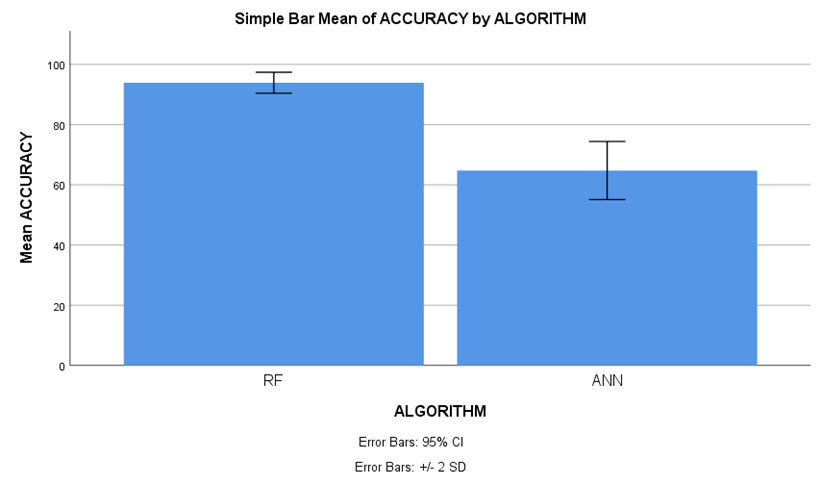 Simple Bar Mean of ACCURACY by ALGORITHM
Mean ACCURACY
100
80
60
40
20
0
RF
ANN
ALGORITHM
Error Bars: 95% CI
Error Bars: +/- 2 SD